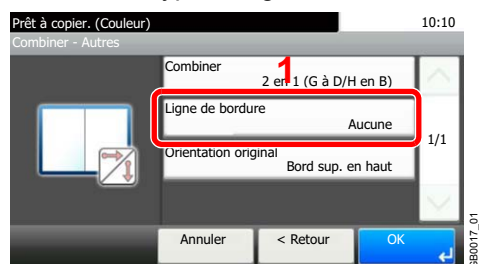 Prêt à copier. (Couleur) 10:10
Combiner - Autres
Combiner
1
2 en 1 (G à D/H en B)
Ligne de bordure
Aucune
1/1
Orientation original
Bord sup. en haut
Annuler < Retour OK
GB0017_01